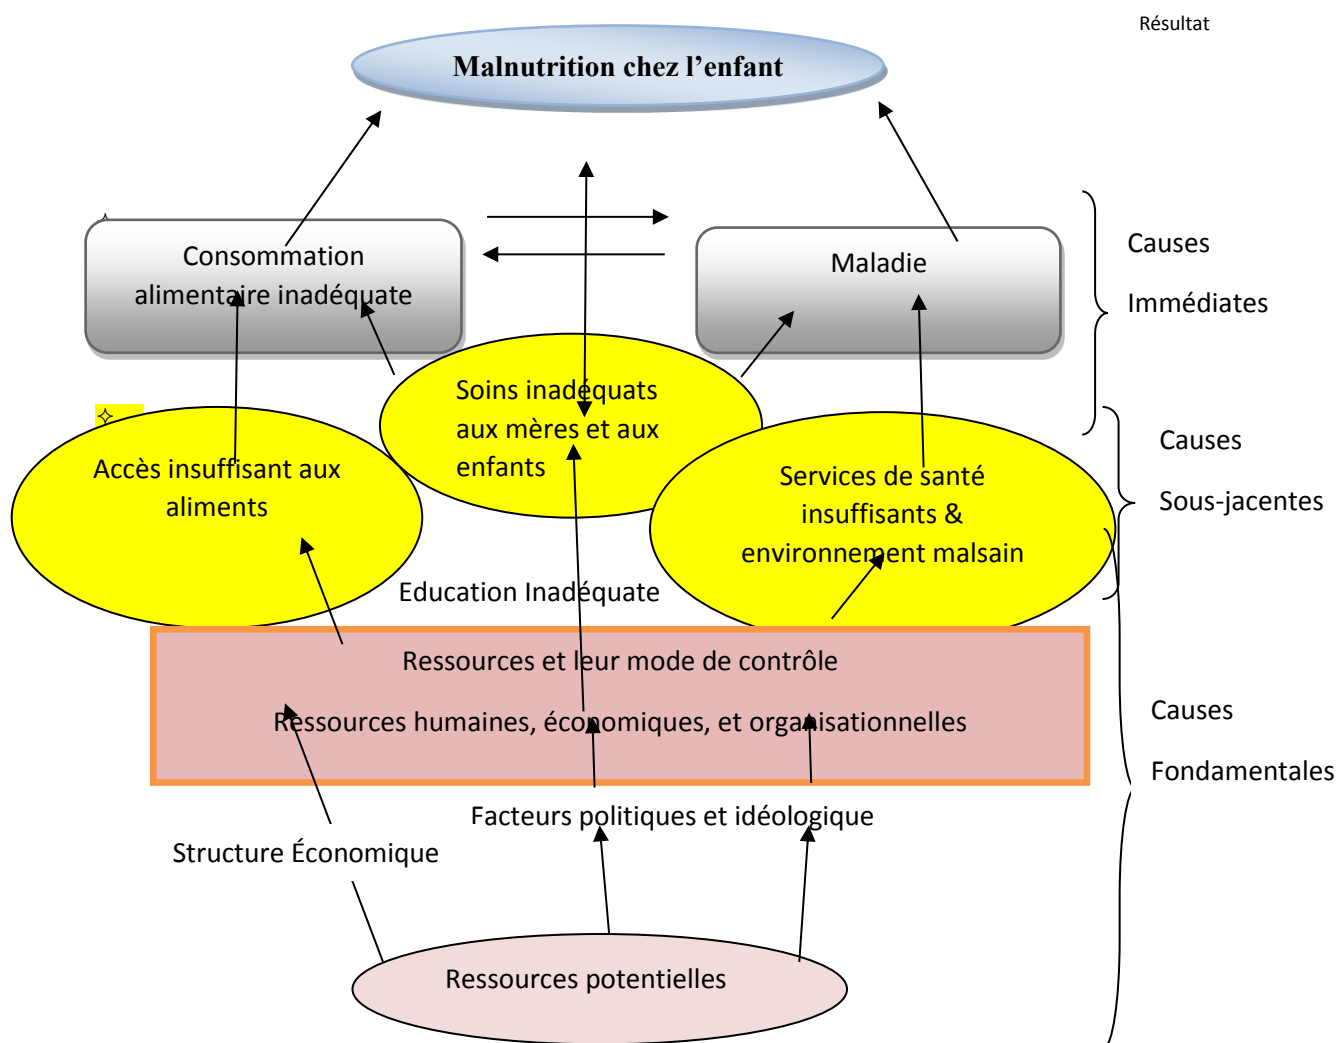 Résultat
Malnutrition chez l’enfant
Consommation
alimentaire inadéquate
Maladie
Causes
Immédiates
Soins inadéquats
aux mères et aux
enfants
Accès insuffisant aux
aliments
Services de santé
insuffisants &
environnement malsain
Causes
Sous-jacentes
Education Inadéquate
Ressources et leur mode de contrôle
Ressources humaines, économiques, et organisationnelles
Causes
Fondamentales
Facteurs politiques et idéologique
Structure Économique
Ressources potentielles